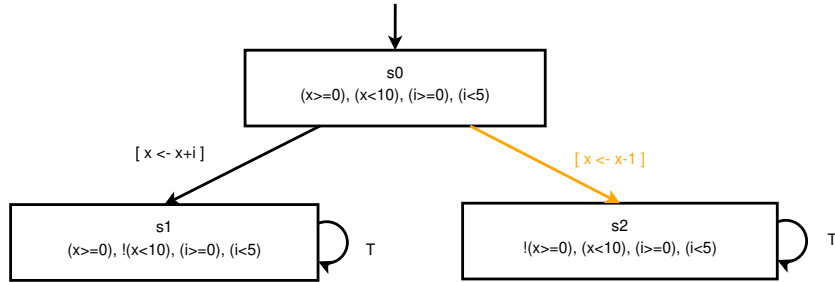 s0
(x>=0), (x<10), (i>=0), (i<5)
[ x <- x+i ]
[ x <- x-1 ]
s1
(x>=0), !(x<10), (i>=0), (i<5)
T
s2
!(x>=0), (x<10), (i>=0), (i<5)
T